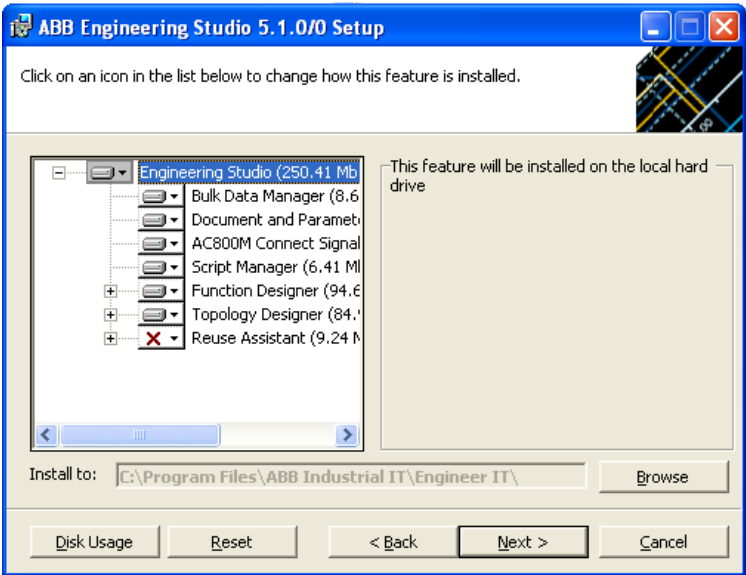 ABB Engineering Studio 5.1.0/0 Setup
Click on an icon in the list below to change how this feature is installed.
Engineering Studio (250.41 Mb
Bulk Data Manager (8.6
Document and Paramet
AC800M Connect Signal
Script Manager (6.41 M
Function Designer (94.6
Topology Designer (84.
Reuse Assistant (9.24 M
This feature will be installed on the local hard
drive
Install to: C:\Program Files\ABB Industrial IT\Engineer IT\ Browse
Disk Usage Reset < Back Next > Cancel